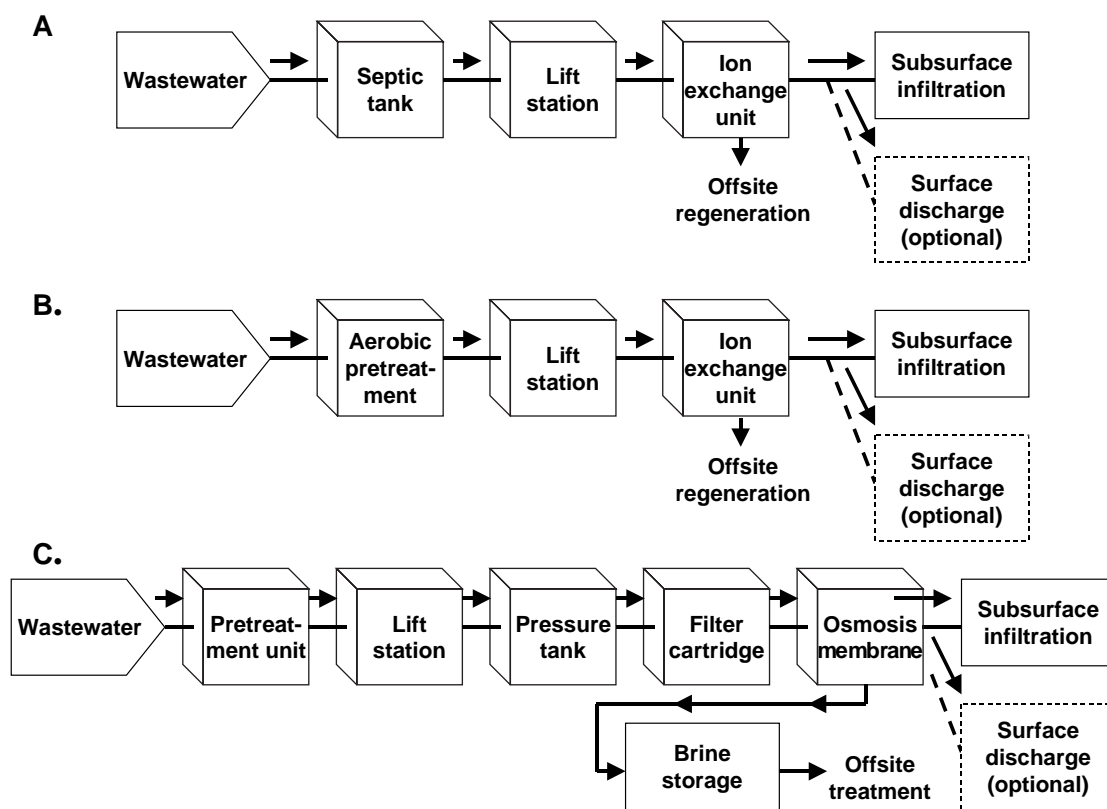 A
Wastewater
Septic
tank
Lift
station
Ion
exchange
unit
Subsurface
infiltration
Offsite
regeneration
Surface
discharge
(optional)
B.
Wastewater
Aerobic
pretreat-
ment
Lift
station
Ion
exchange
unit
Subsurface
infiltration
Offsite
regeneration
Surface
discharge
(optional)
C.
Wastewater
Pretreat-
ment unit
Lift
station
Pressure
tank
Filter
cartridge
Osmosis
membrane
Subsurface
infiltration
Brine
storage
Offsite
treatment
Surface
discharge
(optional)